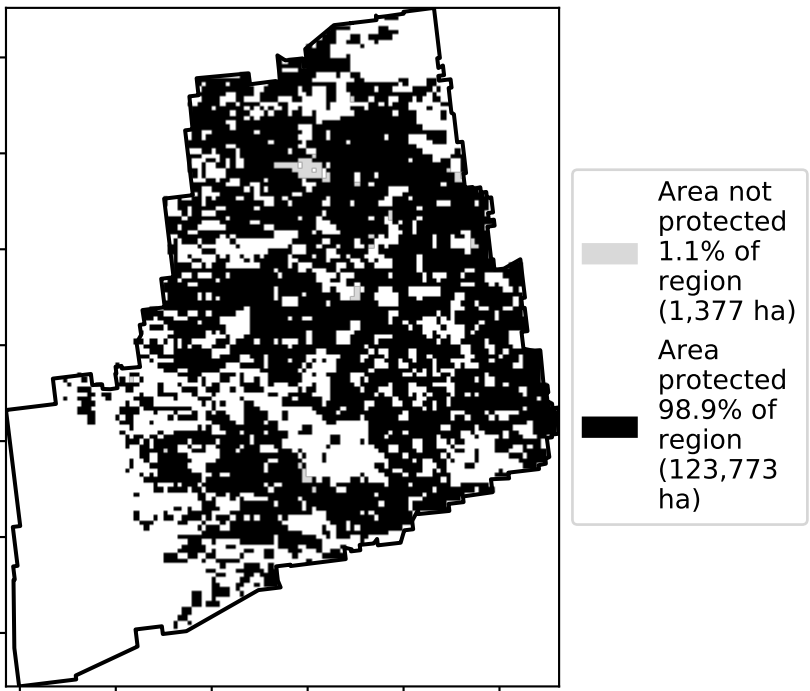 Area not
protected
1.1% of
region
(1,377 ha)
Area
protected
98.9% of
region
(123,773
ha)